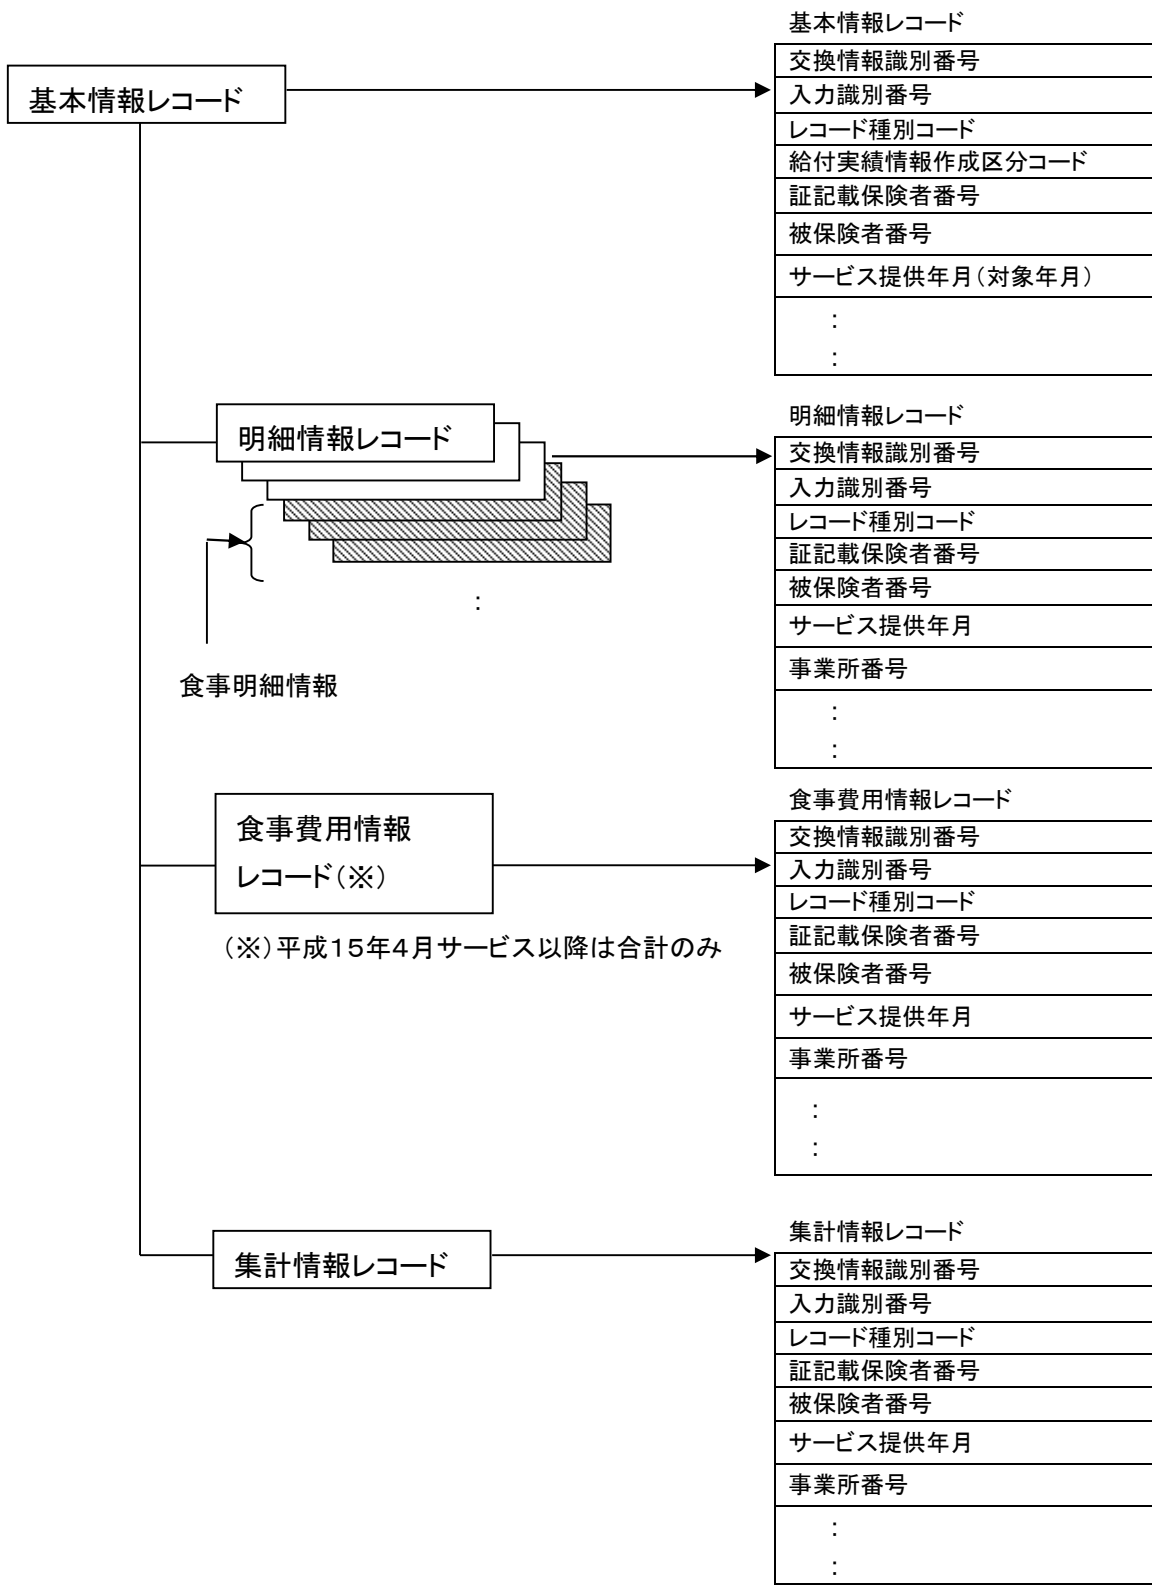 基本情報レコード
基本情報レコード
交換情報識別番号
入力識別番号
レコード種別コード
給付実績情報作成区分コード
証記載保険者番号
被保険者番号
サービス提供年月(対象年月)
:
:
明細情報レコード
食事明細情報
:
明細情報レコード
交換情報識別番号
入力識別番号
レコード種別コード
証記載保険者番号
被保険者番号
サービス提供年月
事業所番号
:
:
食事費用情報
レコード(※)
(※)平成15年4月サービス以降は合計のみ
食事費用情報レコード
交換情報識別番号
入力識別番号
レコード種別コード
証記載保険者番号
被保険者番号
サービス提供年月
事業所番号
:
:
集計情報レコード
集計情報レコード
交換情報識別番号
入力識別番号
レコード種別コード
証記載保険者番号
被保険者番号
サービス提供年月
事業所番号
:
: